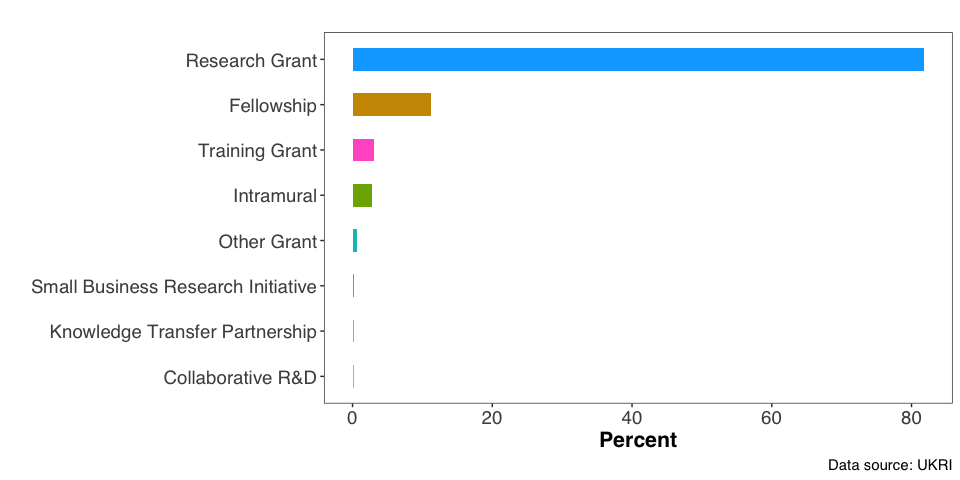 Research Grant
Fellowship
Training Grant
Intramural
Other Grant
Small Business Research Initiative
Knowledge Transfer Partnership
Collaborative R&D
0 20 40 60 80
Percent
Data source: UKRI